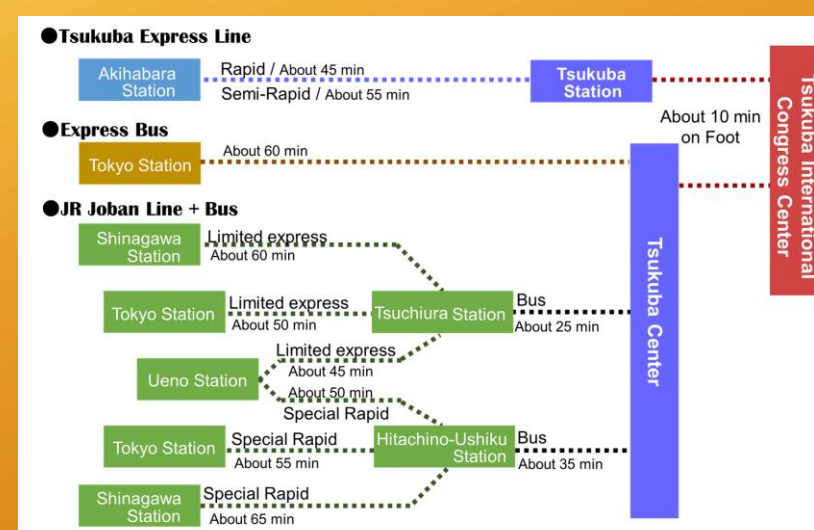 ●Tsukuba Express Line
Akihabara
Station
Rapid / About 45 min
Semi-Rapid / About 55 min
Tsukuba
Station
About 10 min
on Foot
Tsukuba International
Congress Center
●Express Bus
Tokyo Station
About 60 min
Tsukuba Center
●JR Joban Line + Bus
Shinagawa
Station
Limited express
About 60 min
Tokyo Station
Limited express
About 50 min
Tsuchiura Station
Bus
About 25 min
Ueno Station
Limited express
About 45 min
About 50 min
Special Rapid
Tokyo Station
Special Rapid
About 55 min
Hitachino-Ushiku
Station
Bus
About 35 min
Shinagawa
Station
Special Rapid
About 65 min